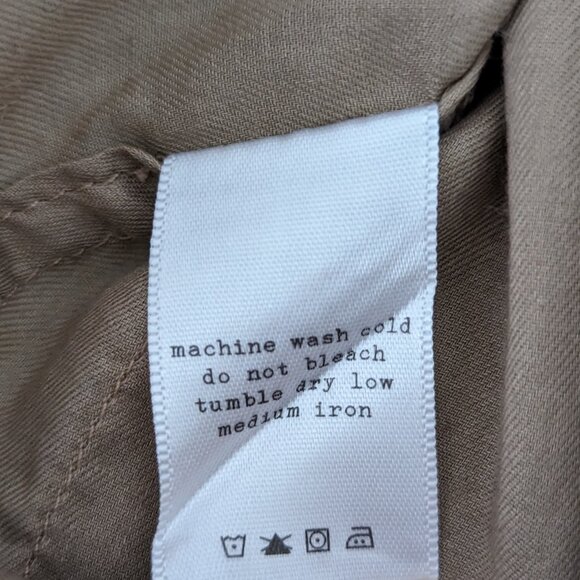 machine wash cold
do not bleach
tumble dry low
medium iron